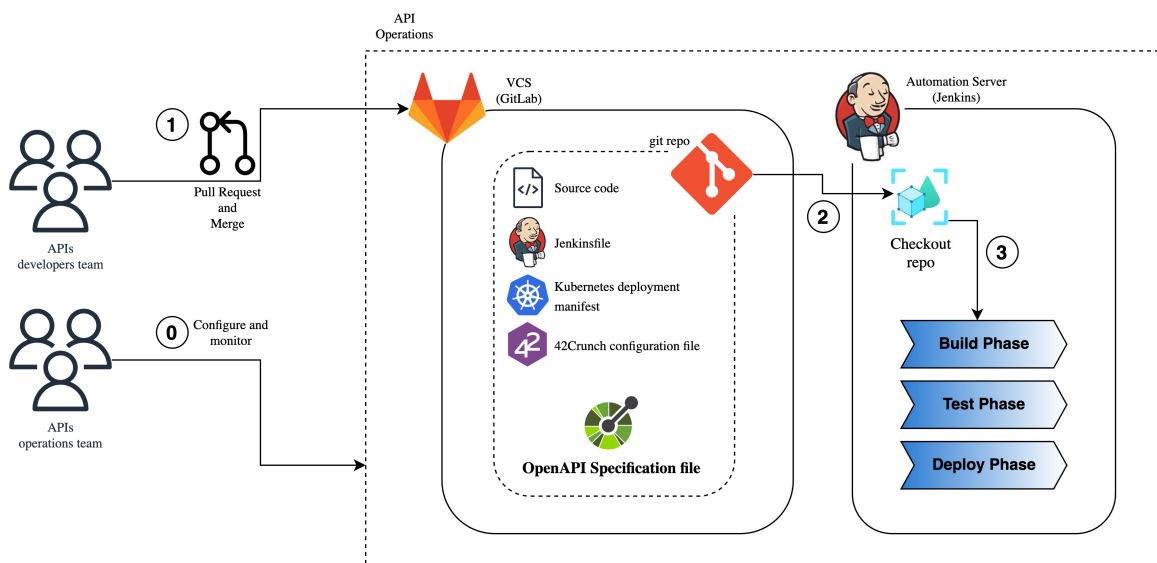 API
Operations
VCS
(GitLab)
Automation Server
(Jenkins)
1
Pull Request
and
Merge
APIs
developers team
git repo
Source code
Jenkinsfile
Kubernetes deployment
manifest
42
42Crunch configuration file
OpenAPI Specification file
2
Checkout
repo
3
Build Phase
Test Phase
Deploy Phase
0
Configure and
monitor
APIs
operations team